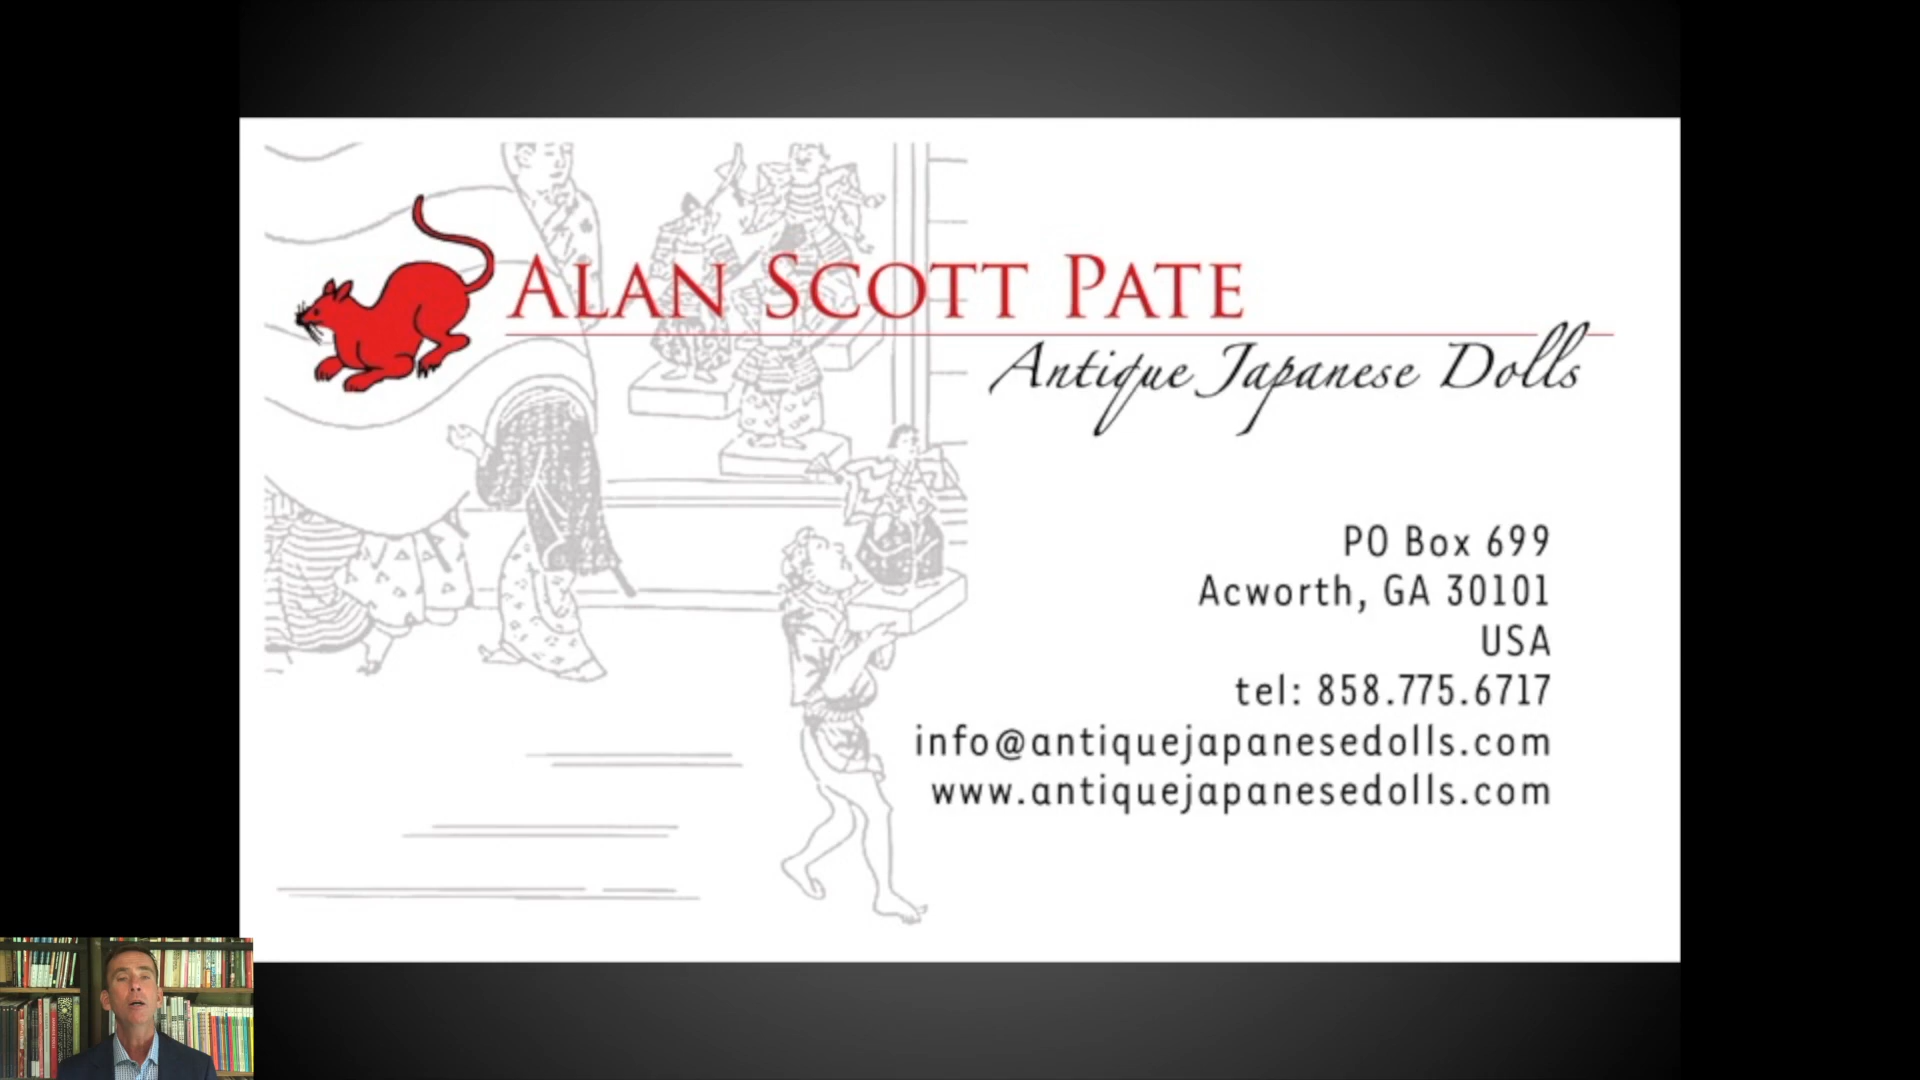 ALAN SCOTT PATE
Antique Japanese Dolls
PO Box 699
Acworth, GA 30101
USA
tel: 858.775.6717
info@antiquejapanesedolls.com
www.antiquejapanesedolls.com